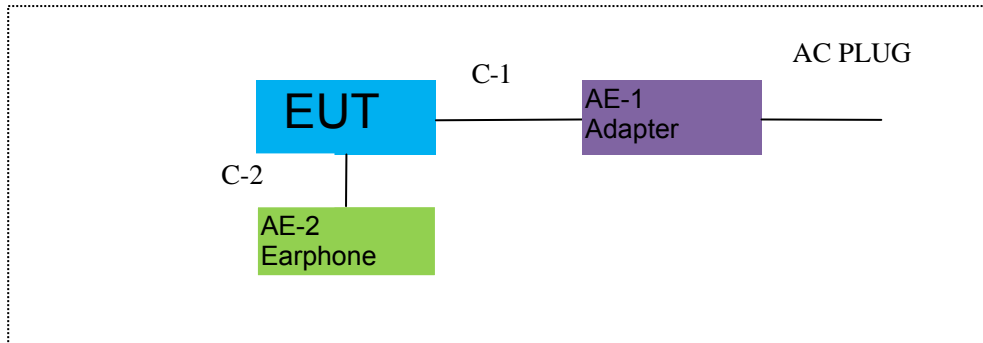 AC PLUG
C-1
EUT
AE-1
Adapter
C-2
AE-2
Earphone